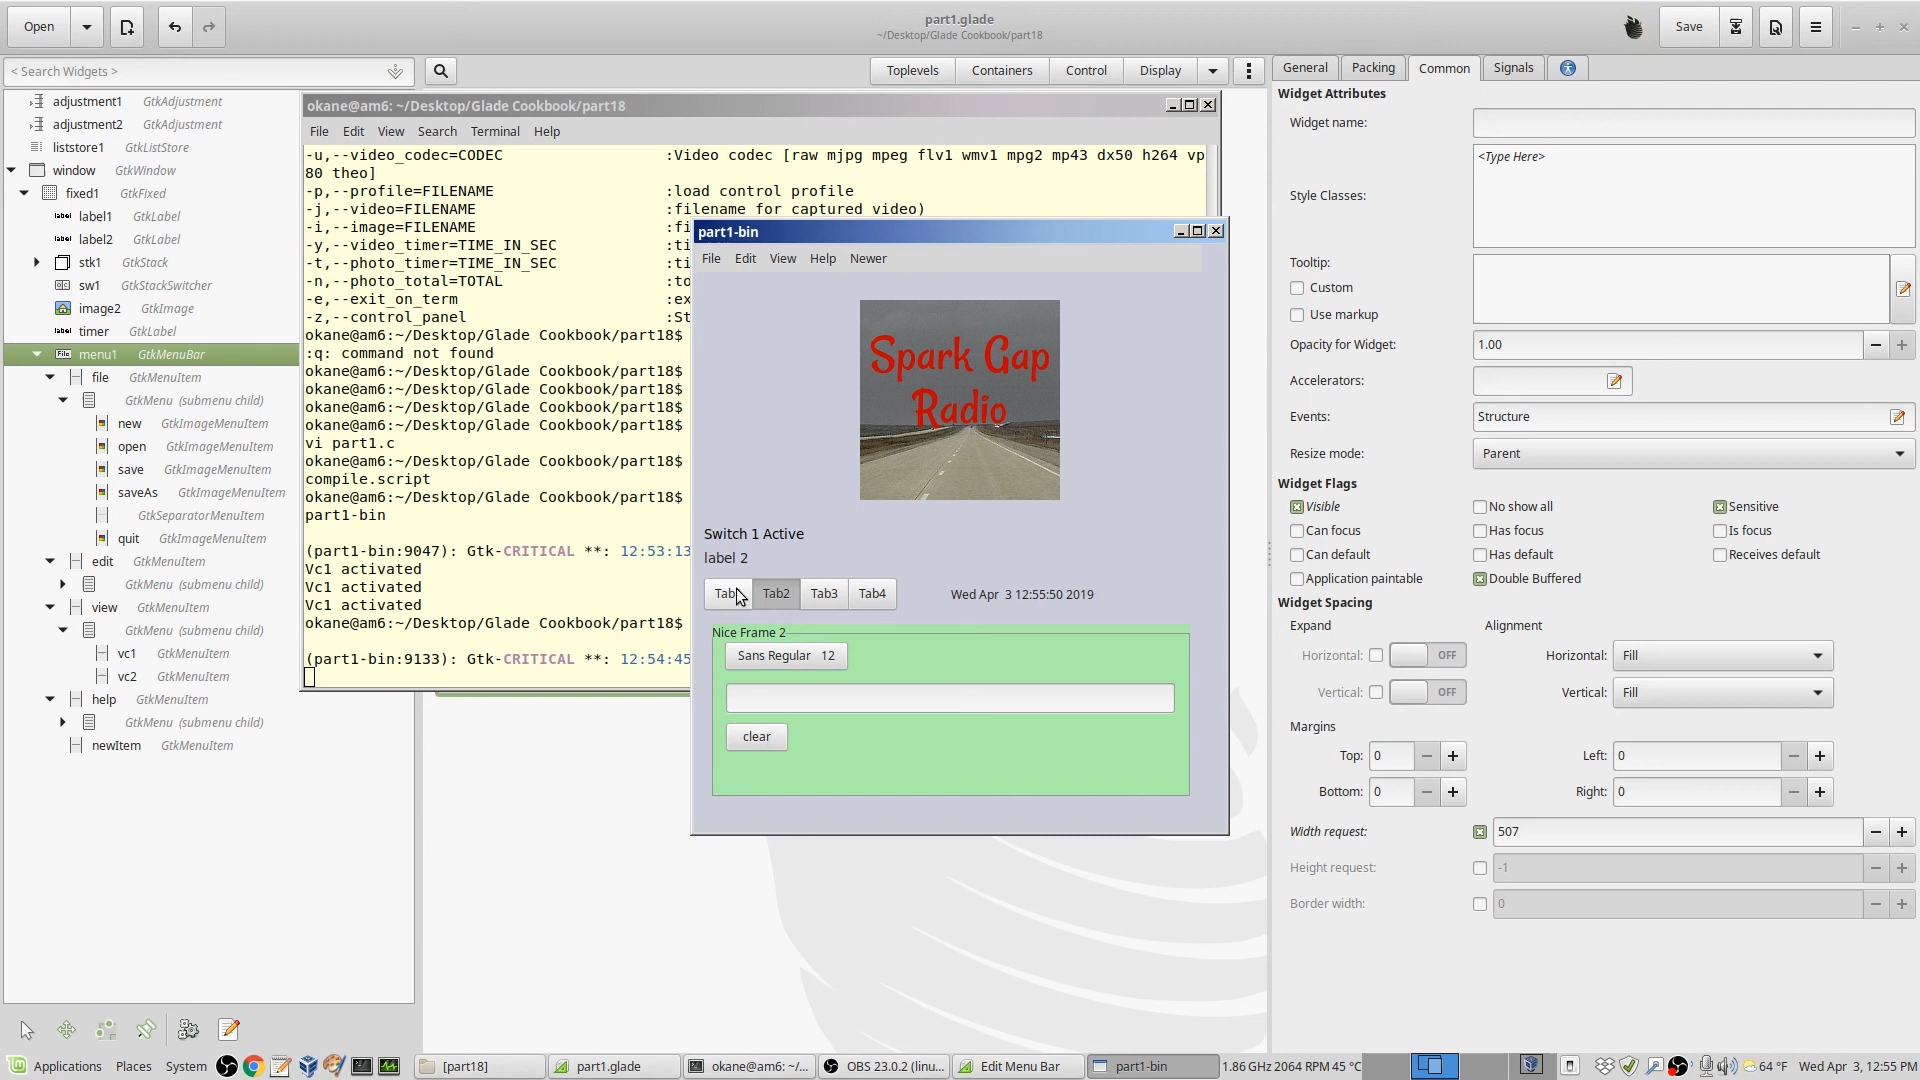 Open
part1.glade
~/Desktop/Glade Cookbook/part18
Save
< Search Widgets >
Toplevels
Containers
Control
Display
General
Packing
Common
Signals
adjustment1 GtkAdjustment
adjustment2 GtkAdjustment
liststore1 GtkListStore
window GtkWindow
fixed1 GtkFixed
label label1 GtkLabel
label label2 GtkLabel
stk1 GtkStack
sw1 GtkStackSwitcher
image2 GtkImage
label timer GtkLabel
File menu1 GtkMenuBar
file GtkMenuItem
GtkMenu (submenu child)
new GtkImageMenuItem
open GtkImageMenuItem
save GtkImageMenuItem
saveAs GtkImageMenuItem
GtkSeparatorMenuItem
quit GtkImageMenuItem
edit GtkMenuItem
GtkMenu (submenu child)
view GtkMenuItem
GtkMenu (submenu child)
vc1 GtkMenuItem
vc2 GtkMenuItem
help GtkMenuItem
GtkMenu (submenu child)
newItem GtkMenuItem
okane@am6: ~/Desktop/Glade Cookbook/part18
File Edit View Search Terminal Help
-u,--video_codec=CODEC :Video codec [raw mjpg mpeg flv1 wmv1 mpg2 mp43 dx50 h264 vp
80 theo]
-p,--profile=FILENAME :load control profile
-j,--video=FILENAME :filename for captured video)
-i,--image=FILENAME :fi
-y,--video_timer=TIME_IN_SEC :ti
-t,--photo_timer=TIME_IN_SEC :ti
-n,--photo_total=TOTAL :to
-e,--exit_on_term :ex
-z,--control_panel :St
okane@am6:~/Desktop/Glade Cookbook/part18$
:q: command not found
okane@am6:~/Desktop/Glade Cookbook/part18$
okane@am6:~/Desktop/Glade Cookbook/part18$
okane@am6:~/Desktop/Glade Cookbook/part18$
okane@am6:~/Desktop/Glade Cookbook/part18$
vi part1.c
okane@am6:~/Desktop/Glade Cookbook/part18$
compile.script
okane@am6:~/Desktop/Glade Cookbook/part18$
part1-bin
(part1-bin:9047): Gtk-CRITICAL **: 12:53:13
Vc1 activated
Vc1 activated
Vc1 activated
okane@am6:~/Desktop/Glade Cookbook/part18$
(part1-bin:9133): Gtk-CRITICAL **: 12:54:45
part1-bin
File Edit View Help Newer
Spark Gap
Radio
Switch 1 Active
label 2
Tab Tab2 Tab3 Tab4
Wed Apr 3 12:55:50 2019
Nice Frame 2
Sans Regular 12
clear
Widget Attributes
Widget name:
<Type Here>
Style Classes:
Tooltip:
Custom
Use markup
Opacity for Widget: 1.00
Accelerators:
Events: Structure
Resize mode: Parent
Widget Flags
Visible No show all Sensitive
Can focus Has focus Is focus
Can default Has default Receives default
Application paintable Double Buffered
Widget Spacing
Expand Alignment
Horizontal: OFF Horizontal: Fill
Vertical: OFF Vertical: Fill
Margins
Top: 0 Left: 0
Bottom: 0 Right: 0
Width request: 507
Height request: -1
Border width: 0
Applications Places System
[part18]
part1.glade
okane@am6: ~/...
OBS 23.0.2 (linu...
Edit Menu Bar
part1-bin
1.86 GHz 2064 RPM 45 °C
64 °F
Wed Apr 3, 12:55 PM